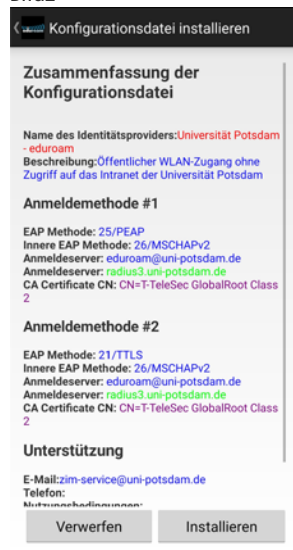 Konfigurationsdatei installieren
Zusammenfassung der
Konfigurationsdatei
Name des Identitätsproviders:Universität Potsdam
- eduroam
Beschreibung:Öffentlicher WLAN-Zugang ohne
Zugriff auf das Intranet der Universität Potsdam
Anmeldemethode #1
EAP Methode: 25/PEAP
Innere EAP Methode: 26/MSCHAPv2
Anmeldeserver: eduroam@uni-potsdam.de
Anmeldeserver: radius3.uni-potsdam.de
CA Certificate CN: CN=T-TeleSec GlobalRoot Class
2
Anmeldemethode #2
EAP Methode: 21/TTLS
Innere EAP Methode: 26/MSCHAPv2
Anmeldeserver: eduroam@uni-potsdam.de
Anmeldeserver: radius3.uni-potsdam.de
CA Certificate CN: CN=T-TeleSec GlobalRoot Class
2
Unterstützung
E-Mail:zim-service@uni-potsdam.de
Telefon:
Nutzungsbedingungen:
Verwerfen Installieren